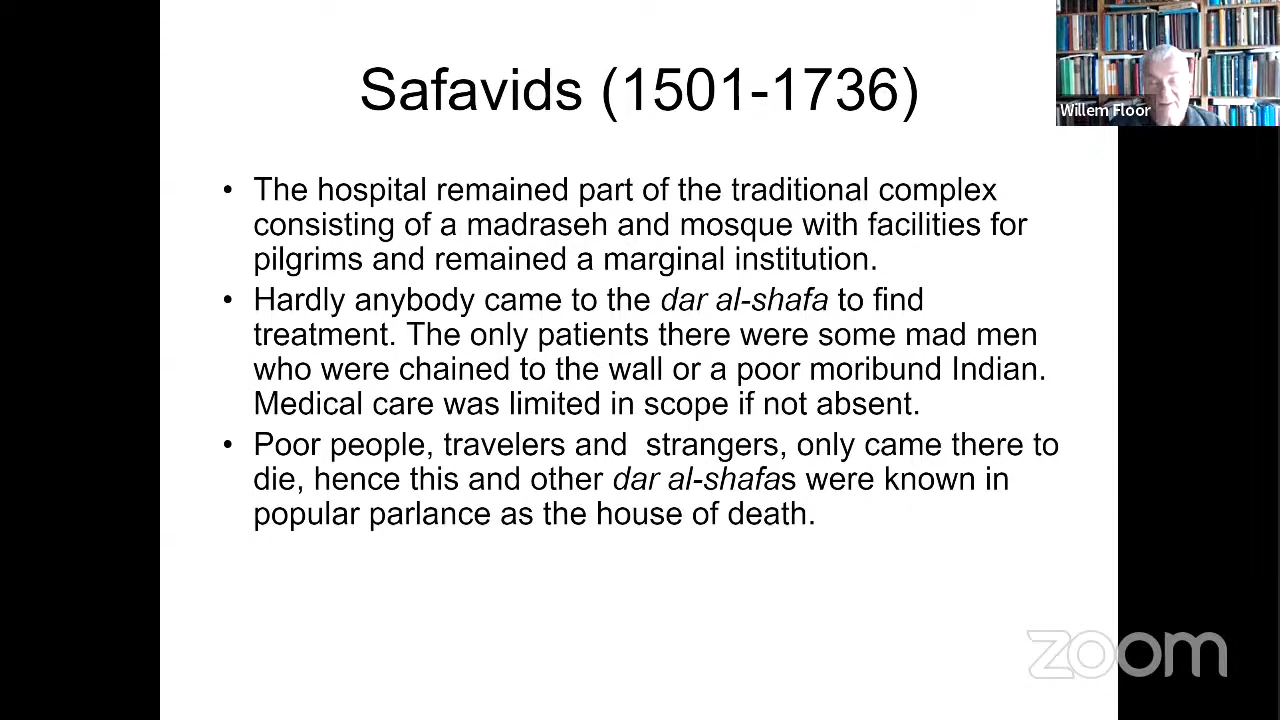 Safavids (1501-1736)
Willem Floor
• The hospital remained part of the traditional complex
consisting of a madraseh and mosque with facilities for
pilgrims and remained a marginal institution.
• Hardly anybody came to the dar al-shafa to find
treatment. The only patients there were some mad men
who were chained to the wall or a poor moribund Indian.
Medical care was limited in scope if not absent.
• Poor people, travelers and  strangers, only came there to
die, hence this and other dar al-shafas were known in
popular parlance as the house of death.
zoom